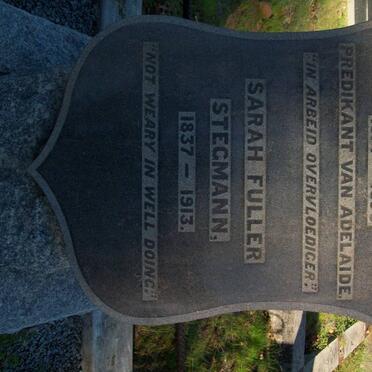 PREDIKANT VAN ADELAIDE.
"IN ARBEID OVERVLOEDIGER."
SARAH FULLER
STEGMANN,
1837 — 1913.
"NOT WEARY IN WELL DOING."